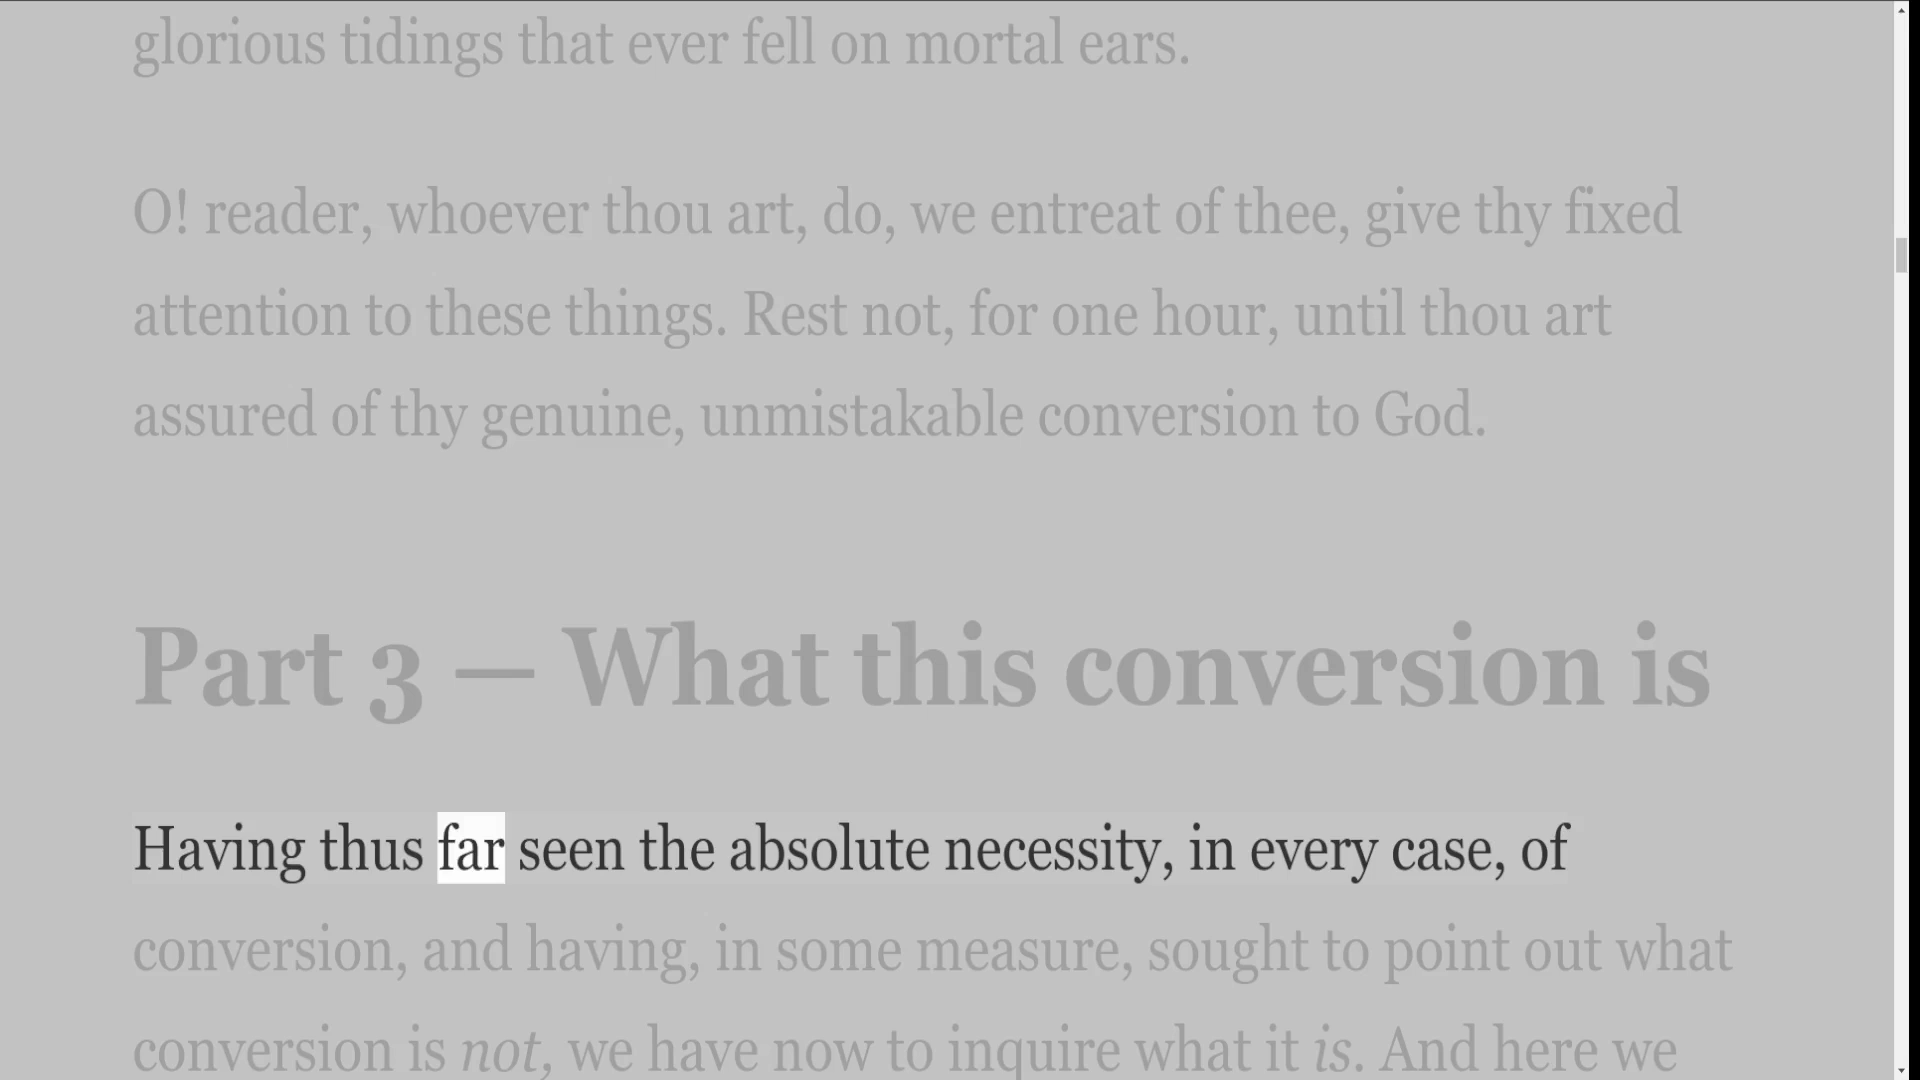 glorious tidings that ever fell on mortal ears.
O! reader, whoever thou art, do, we entreat of thee, give thy fixed
attention to these things. Rest not, for one hour, until thou art
assured of thy genuine, unmistakable conversion to God.
Part 3 — What this conversion is
Having thus far seen the absolute necessity, in every case, of
conversion, and having, in some measure, sought to point out what
conversion is not, we have now to inquire what it is. And here we